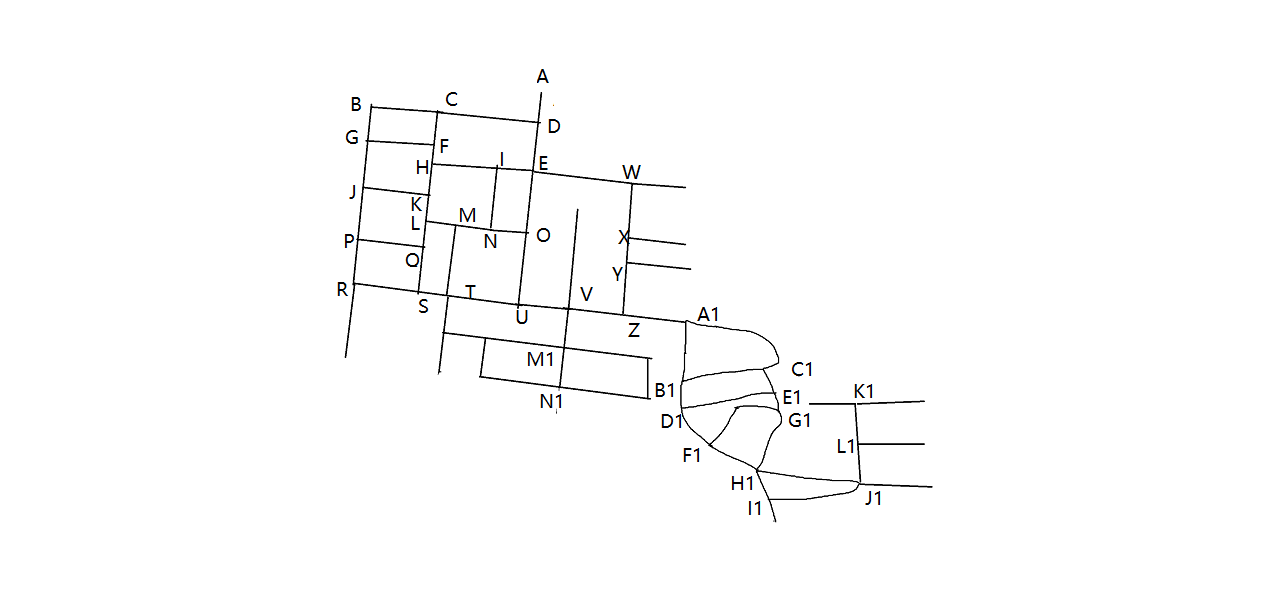 A
B C
D
G F
H I E W
J K
L M
N O X
P Q Y
R S T U V
Z A1
M1 C1
N1 B1 E1 K1
D1 G1
F1 L1
H1 J1
I1